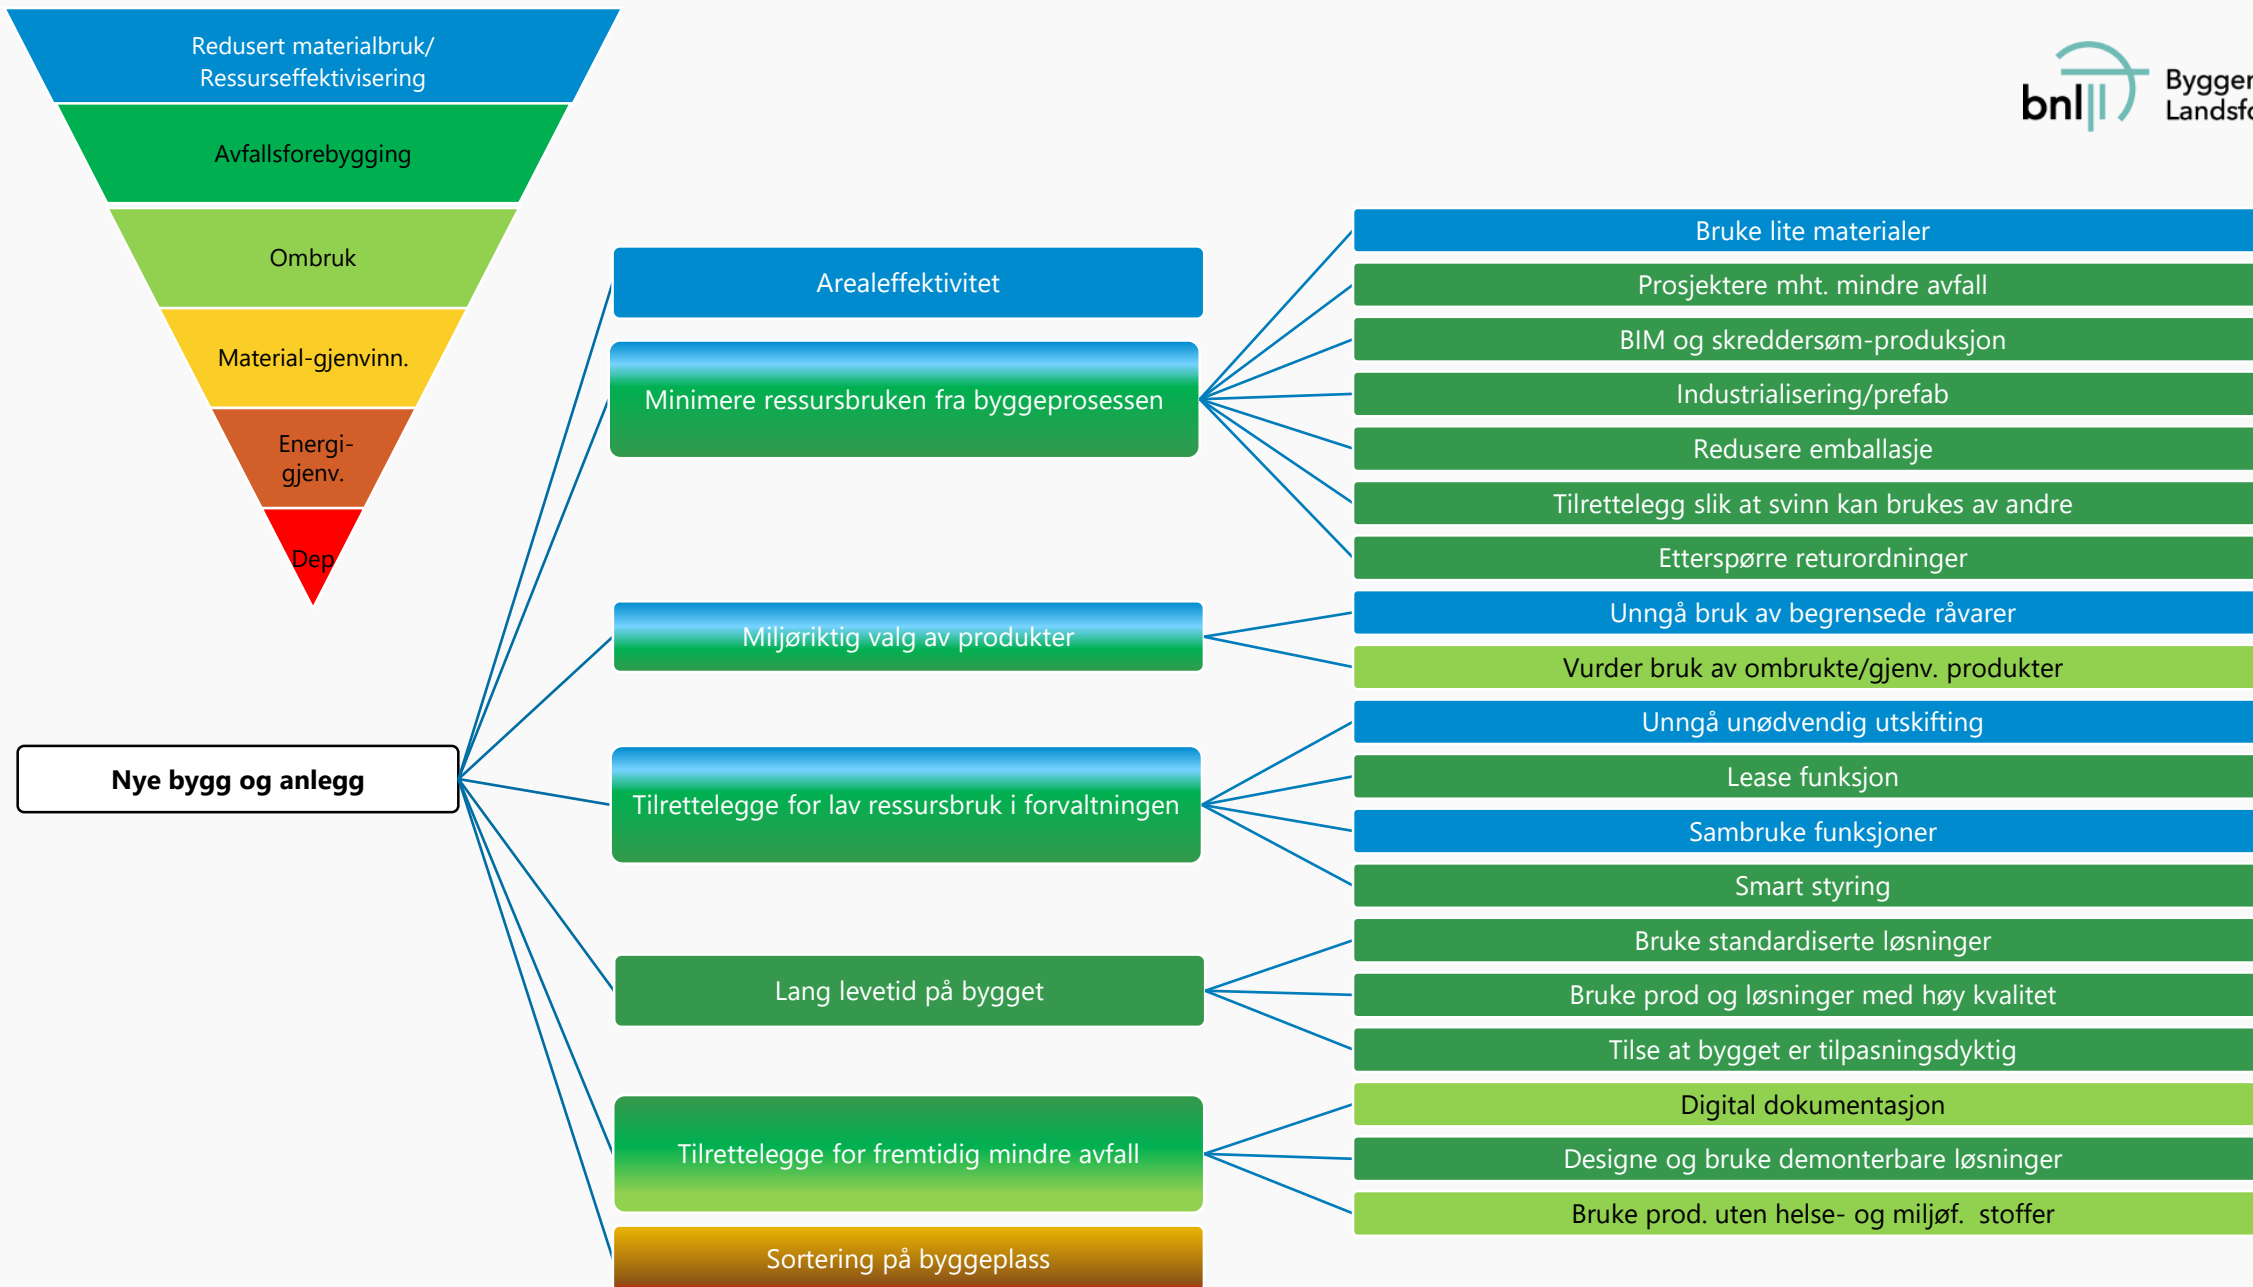 Redusert materialbruk/
Ressurseffektivisering
Avfallsforebygging
Ombruk
Material-gjenvinn.
Energi-
gjenv.
Dep
bnl
Nye bygg og anlegg
Arealeffektivitet
Minimere ressursbruken fra byggeprosessen
Miljøriktig valg av produkter
Tilrettelegge for lav ressursbruk i forvaltningen
Lang levetid på bygget
Tilrettelegge for fremtidig mindre avfall
Sortering på byggeplass
Bruke lite materialer
Prosjektere mht. mindre avfall
BIM og skreddersøm-produksjon
Industrialisering/prefab
Redusere emballasje
Tilrettelegg slik at svinn kan brukes av andre
Etterspørre returordninger
Unngå bruk av begrensede råvarer
Vurder bruk av ombrukte/gjenv. produkter
Unngå unødvendig utskifting
Lease funksjon
Sambruke funksjoner
Smart styring
Bruke standardiserte løsninger
Bruke prod og løsninger med høy kvalitet
Tilse at bygget er tilpasningsdyktig
Digital dokumentasjon
Designe og bruke demonterbare løsninger
Bruke prod. uten helse- og miljøf. stoffer